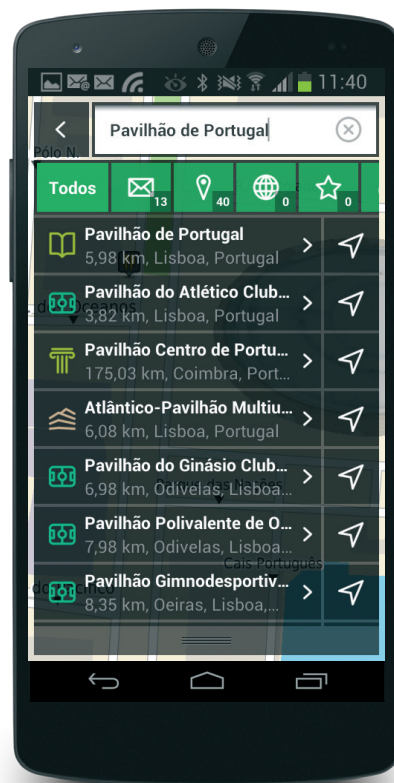 11:40
Pavilhão de Portugal
Pólo N.
Todos
13
40
0
0
Pavilhão de Portugal
5,98 km, Lisboa, Portugal
Pavilhão do Atlético Club...
3,82 km, Lisboa, Portugal
Pavilhão Centro de Portu...
175,03 km, Coimbra, Port...
Atlântico-Pavilhão Multiu...
6,08 km, Lisboa, Portugal
Pavilhão do Ginásio Club...
6,98 km, Odivelas, Lisboa...
Pavilhão Polivalente de O...
7,98 km, Odivelas, Lisboa...
Cais Português
Pavilhão Gimnodesportiv...
8,35 km, Oeiras, Lisboa,...